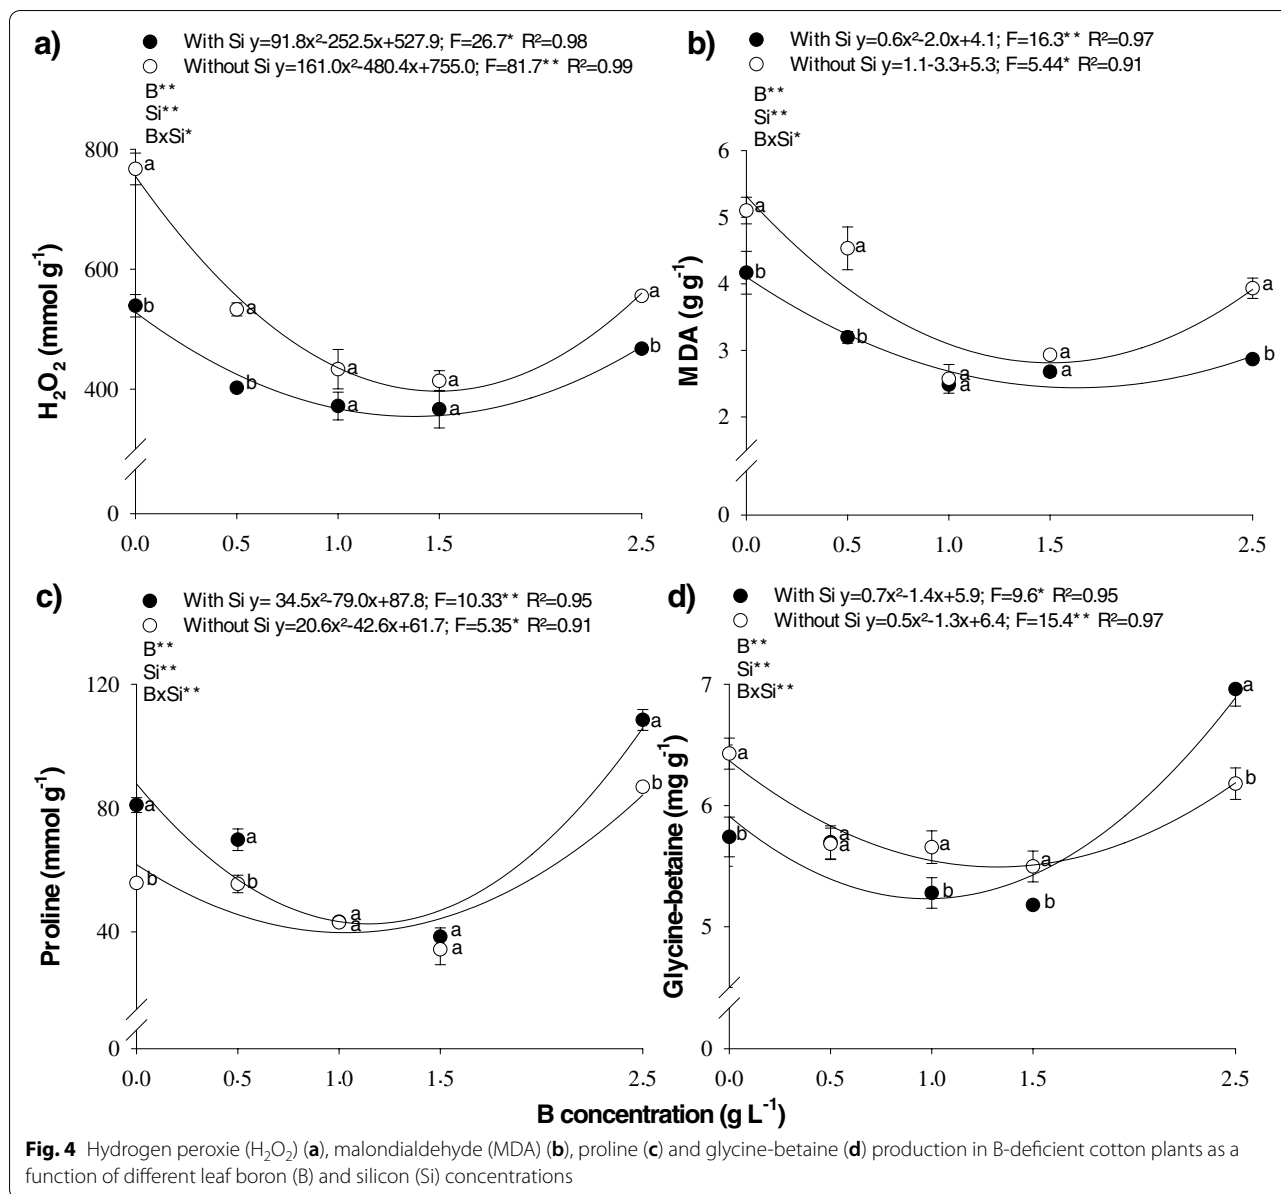 a)
With Si y=91.8x²-252.5x+527.9; F=26.7* R²=0.98
Without Si y=161.0x²-480.4x+755.0; F=81.7** R²=0.99
B**
Si**
BxSi*
800
600
400
0
H₂O₂ (mmol g⁻¹)
a
b
a
b
a
a
a
a
a
b
0.0 0.5 1.0 1.5 2.5
b)
With Si y=0.6x²-2.0x+4.1; F=16.3** R²=0.97
Without Si y=1.1-3.3+5.3; F=5.44* R²=0.91
B**
Si**
BxSi*
6
5
4
3
2
0
MDA (g g⁻¹)
a
b
a
b
a
a
a
a
a
b
0.0 0.5 1.0 1.5 2.5
c)
With Si y= 34.5x²-79.0x+87.8; F=10.33** R²=0.95
Without Si y=20.6x²-42.6x+61.7; F=5.35* R²=0.91
B**
Si**
BxSi**
120
80
40
0
Proline (mmol g⁻¹)
a
b
a
b
a
a
a
a
a
b
0.0 0.5 1.0 1.5 2.5
d)
With Si y=0.7x²-1.4x+5.9; F=9.6* R²=0.95
Without Si y=0.5x²-1.3x+6.4; F=15.4** R²=0.97
B**
Si**
BxSi**
7
6
5
0
Glycine-betaine (mg g⁻¹)
a
b
a
a
a
b
a
b
a
b
0.0 0.5 1.0 1.5 2.5
B concentration (g L⁻¹)
Fig. 4 Hydrogen peroxie (H₂O₂) (a), malondialdehyde (MDA) (b), proline (c) and glycine-betaine (d) production in B-deficient cotton plants as a
function of different leaf boron (B) and silicon (Si) concentrations